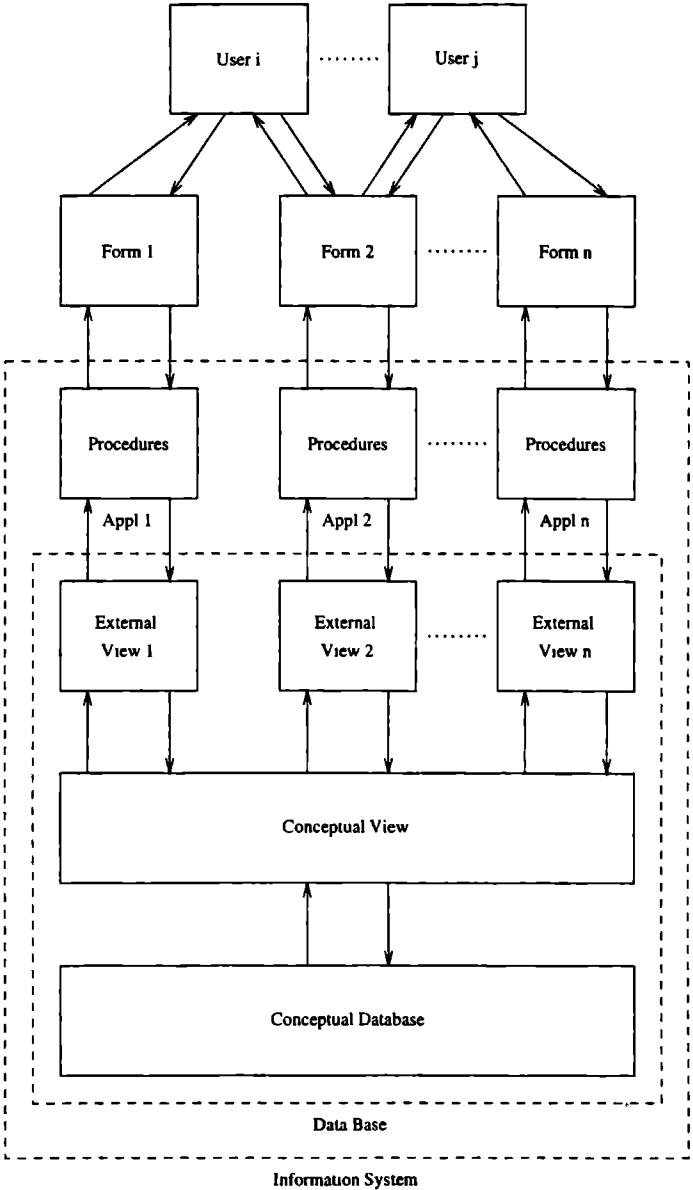 User i
User j
Form 1
Form 2
Form n
Procedures
Procedures
Procedures
Appl 1
Appl 2
Appl n
External
View 1
External
View 2
External
View n
Conceptual View
Conceptual Database
Data Base
Information System